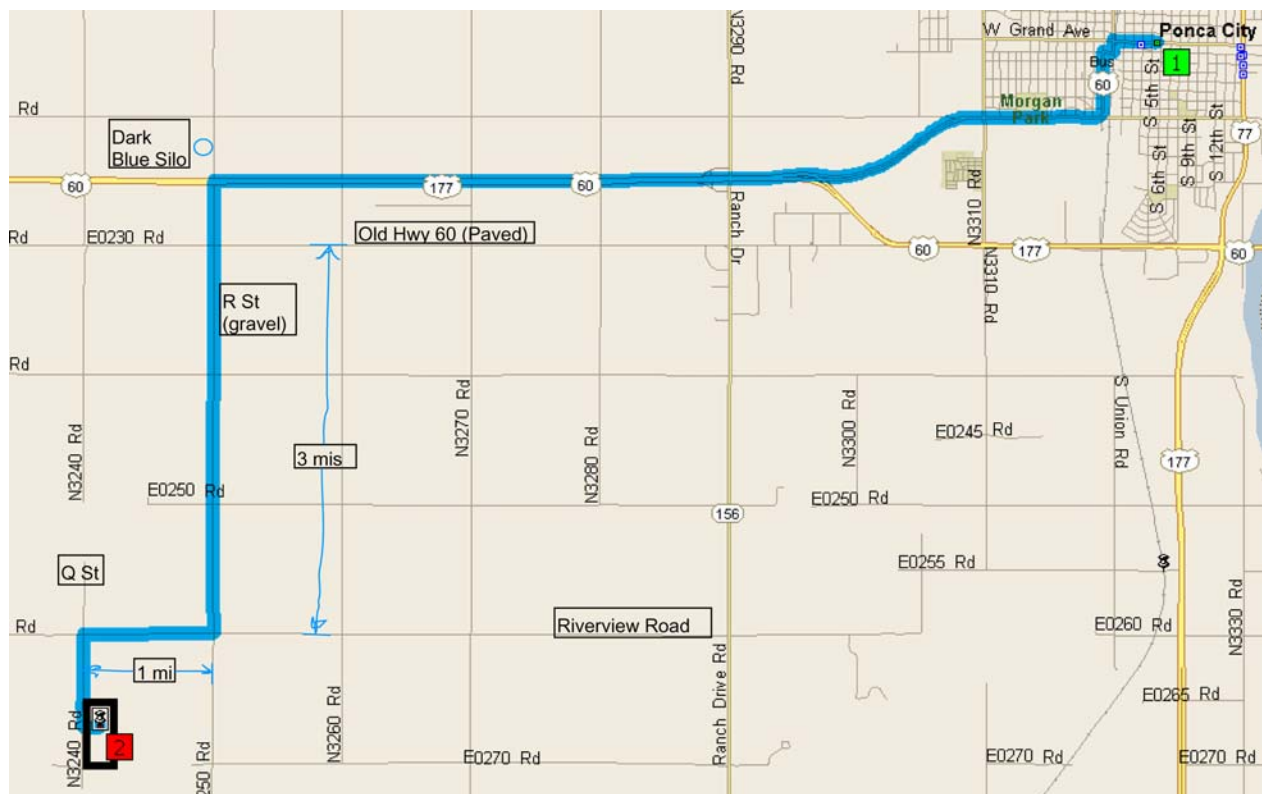 N3290 Rd
W Grand Ave
Ponca City
1
Bus
60
S 5th St
Morgan
Park
S 6th St
S 9th St
S 12th St
77
Rd
Dark
Blue Silo
60
177
60
Ranch Dr
N3310 Rd
Rd
E0230 Rd
Old Hwy 60 (Paved)
60
177
60
N3310 Rd
R St
(gravel)
Rd
N3240 Rd
N3270 Rd
N3280 Rd
N3300 Rd
E0245 Rd
S Union Rd
3 mis
177
E0250 Rd
E0250 Rd
156
Q St
E0255 Rd
N3330 Rd
Rd
Riverview Road
E0260 Rd
1 mi
N3240 Rd
N3260 Rd
Ranch Drive Rd
E0265 Rd
2
250 Rd
E0270 Rd
E0270 Rd